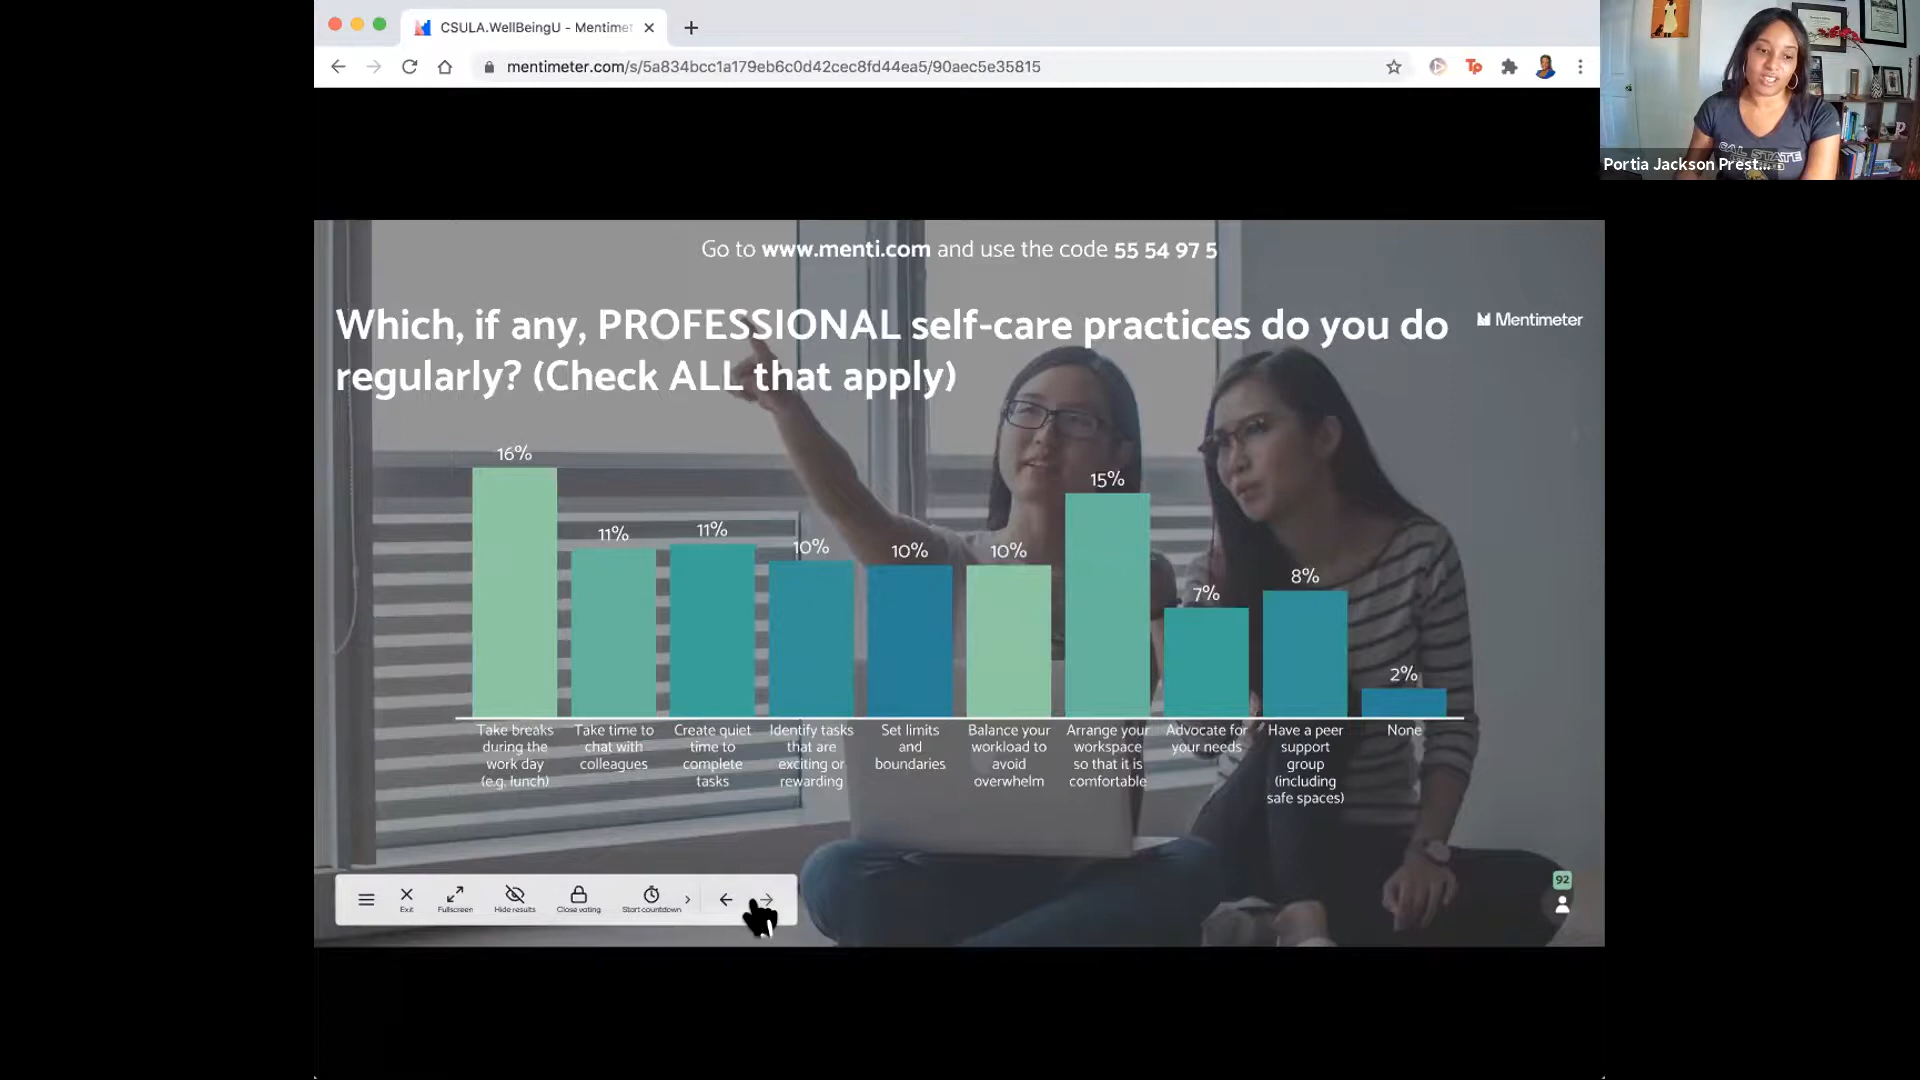 CSULA.WellBeingU - Mentimet
mentimeter.com/s/5a834bcc1a179eb6c0d42cec8fd44ea5/90aec5e35815
Tp
CAL STATE
Portia Jackson Prest...
Go to www.menti.com and use the code 55 54 97 5
Which, if any, PROFESSIONAL self-care practices do you do
regularly? (Check ALL that apply)
Mentimeter
16%
11%
11%
10%
10%
10%
15%
7%
8%
2%
Take breaks
during the
work day
(e.g. lunch)
Take time to
chat with
colleagues
Create quiet
time to
complete
tasks
Identify tasks
that are
exciting or
rewarding
Set limits
and
boundaries
Balance your
workload to
avoid
overwhelm
Arrange your
workspace
so that it is
comfortable
Advocate for
your needs
Have a peer
support
group
(including
safe spaces)
None
Exit
Fullscreen
Hide results
Close voting
Start countdown
92